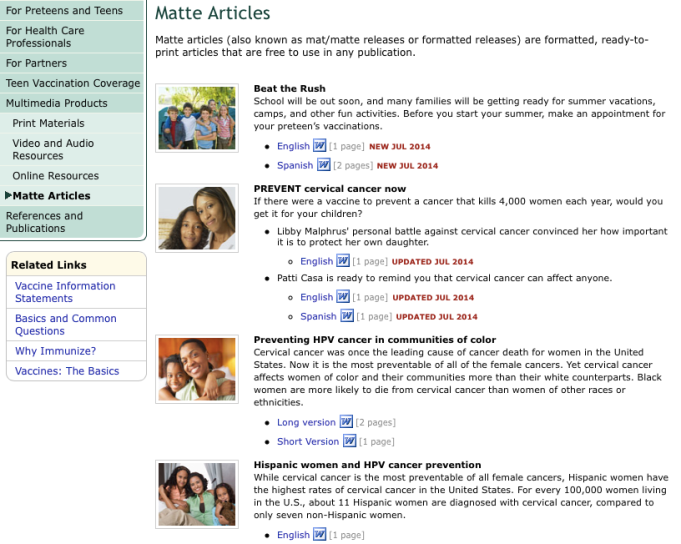 For Preteens and Teens
For Health Care
Professionals
For Partners
Teen Vaccination Coverage
Multimedia Products
Print Materials
Video and Audio
Resources
Online Resources
Matte Articles
References and
Publications
Related Links
Vaccine Information
Statements
Basics and Common
Questions
Why Immunize?
Vaccines: The Basics
Matte Articles
Matte articles (also known as mat/matte releases or formatted releases) are formatted, ready-to-
print articles that are free to use in any publication.
Beat the Rush
School will be out soon, and many families will be getting ready for summer vacations,
camps, and other fun activities. Before you start your summer, make an appointment for
your preteen's vaccinations.
English W [1 page] NEW JUL 2014
Spanish W [2 pages] NEW JUL 2014
PREVENT cervical cancer now
If there were a vaccine to prevent a cancer that kills 4,000 women each year, would you
get it for your children?
Libby Malphrus' personal battle against cervical cancer convinced her how important
it is to protect her own daughter.
English W [1 page] UPDATED JUL 2014
Patti Casa is ready to remind you that cervical cancer can affect anyone.
English W [1 page] UPDATED JUL 2014
Spanish W [1 page] UPDATED JUL 2014
Preventing HPV cancer in communities of color
Cervical cancer was once the leading cause of cancer death for women in the United
States. Now it is the most preventable of all of the female cancers. Yet cervical cancer
affects women of color and their communities more than their white counterparts. Black
women are more likely to die from cervical cancer than women of other races or
ethnicities.
Long version W [2 pages]
Short Version W [1 page]
Hispanic women and HPV cancer prevention
While cervical cancer is the most preventable of all female cancers, Hispanic women have
the highest rates of cervical cancer in the United States. For every 100,000 women living
in the U.S., about 11 Hispanic women are diagnosed with cervical cancer, compared to
only seven non-Hispanic women.
English W [1 page]